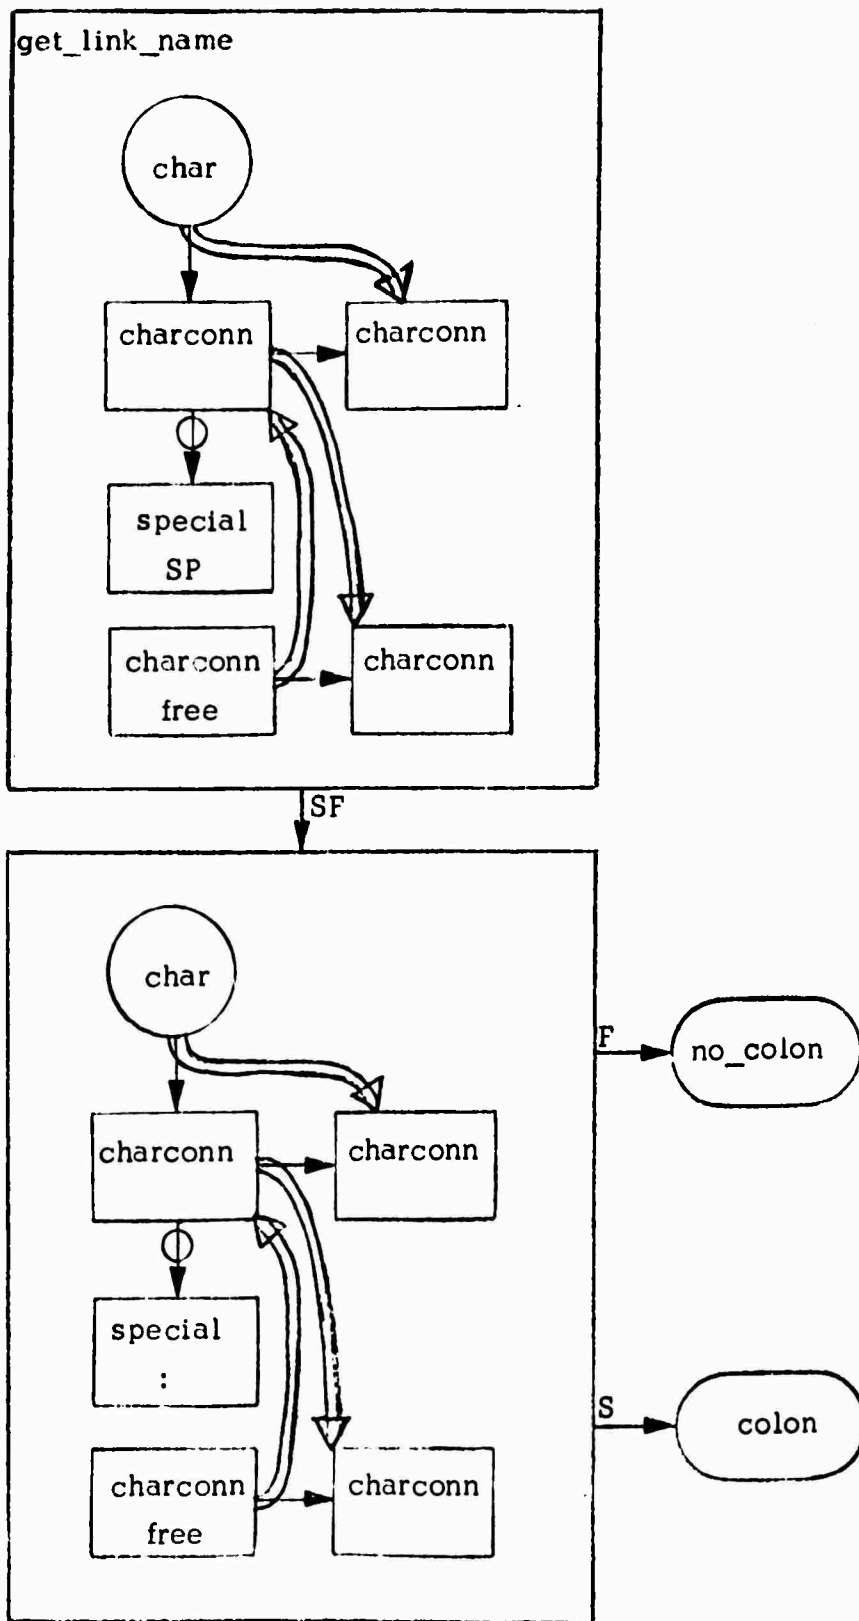 get_link_name
char
charconn
charconn
special
SP
charconn
free
charconn
SF
char
F
no_colon
charconn
charconn
special
:
S
colon
charconn
free
charconn